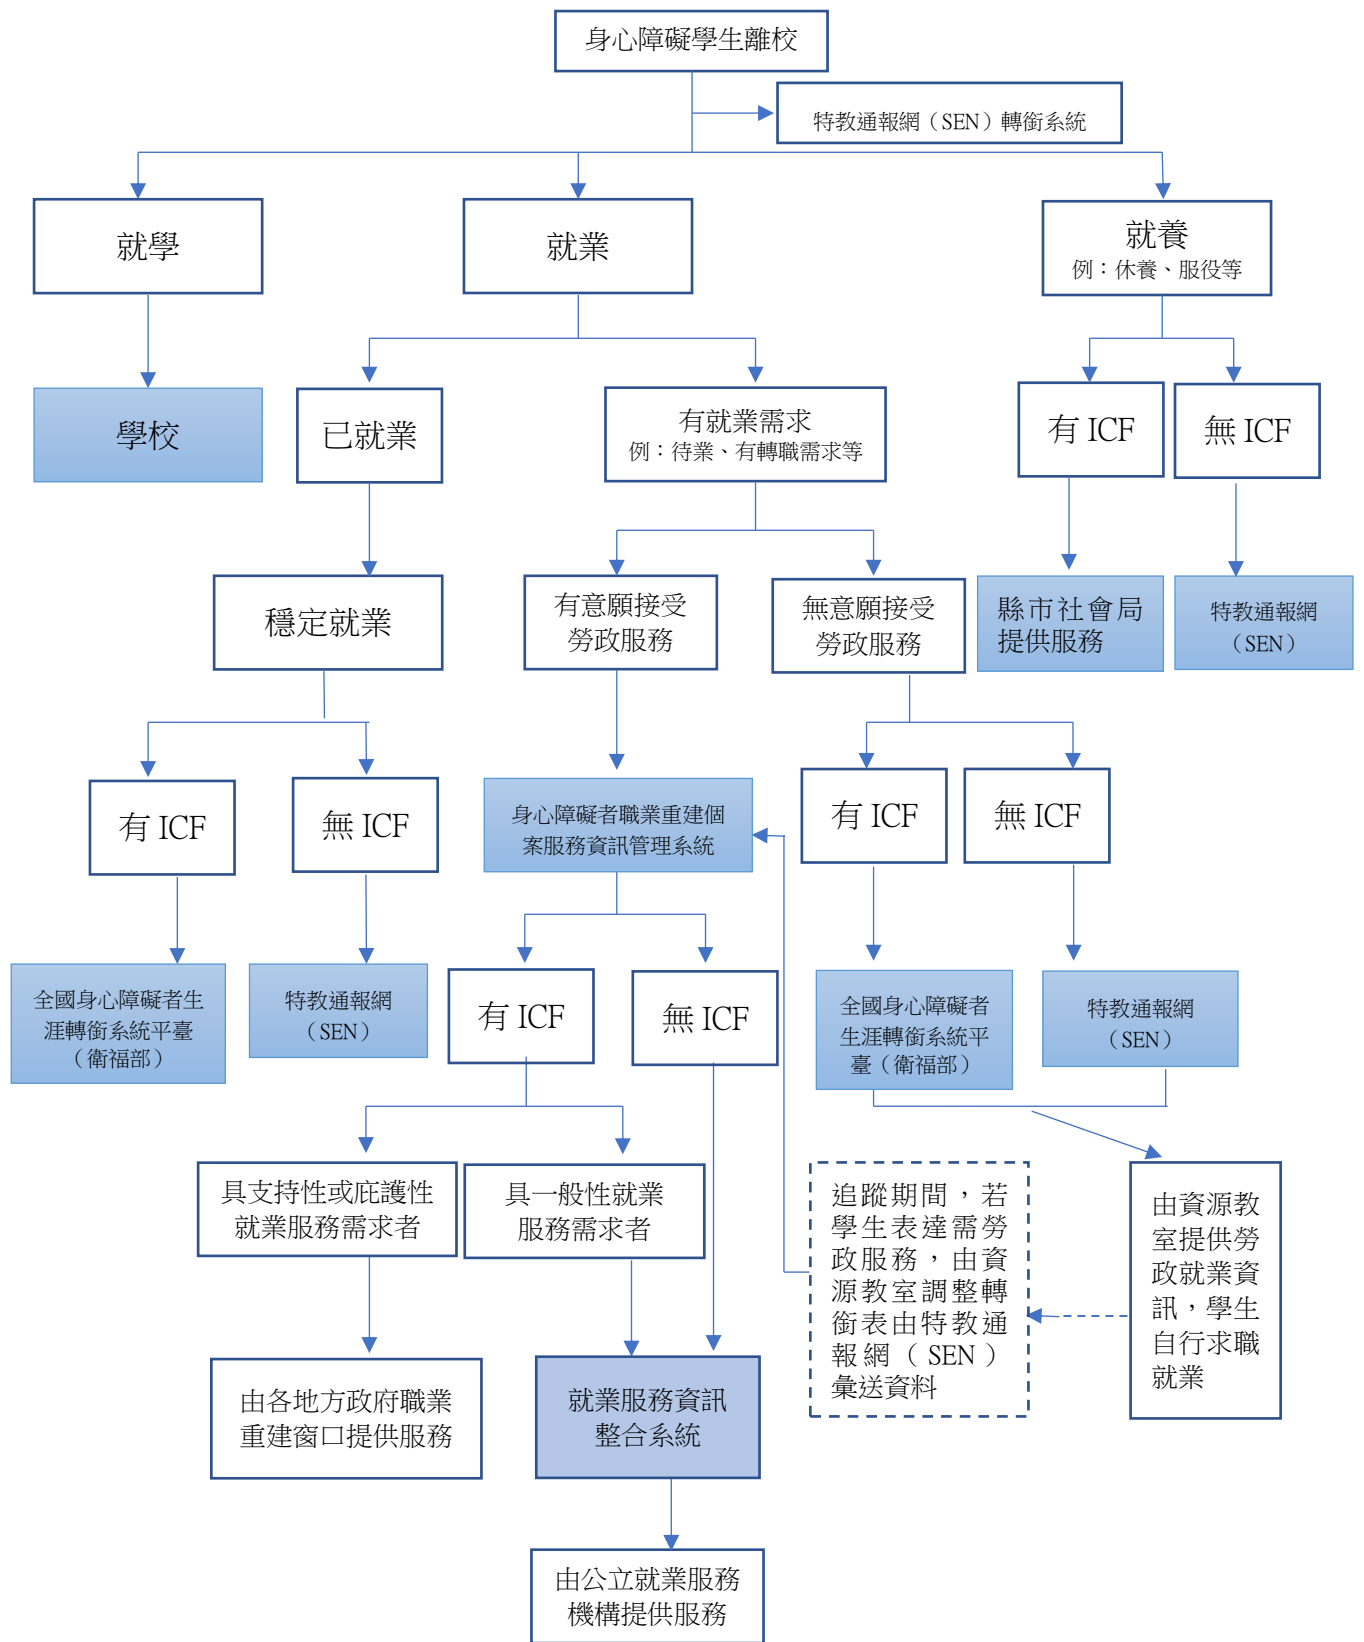 身心障礙學生離校
特教通報網（SEN）轉銜系統
就學
就業
就養
例：休養、服役等
學校
已就業
有就業需求
例：待業、有轉職需求等
有 ICF
無 ICF
穩定就業
有意願接受
勞政服務
無意願接受
勞政服務
縣市社會局
提供服務
特教通報網
（SEN）
有 ICF
無 ICF
身心障礙者職業重建個
案服務資訊管理系統
有 ICF
無 ICF
全國身心障礙者生
涯轉銜系統平臺
（衛福部）
特教通報網
（SEN）
有 ICF
無 ICF
全國身心障礙者
生涯轉銜系統平
臺（衛福部）
特教通報網
（SEN）
具支持性或庇護性
就業服務需求者
具一般性就業
服務需求者
追蹤期間，若
學生表達需勞
政服務，由資
源教室調整轉
銜表由特教通
報網（SEN）
彙送資料
由資源教
室提供勞
政就業資
訊，學生
自行求職
就業
由各地方政府職業
重建窗口提供服務
就業服務資訊
整合系統
由公立就業服務
機構提供服務